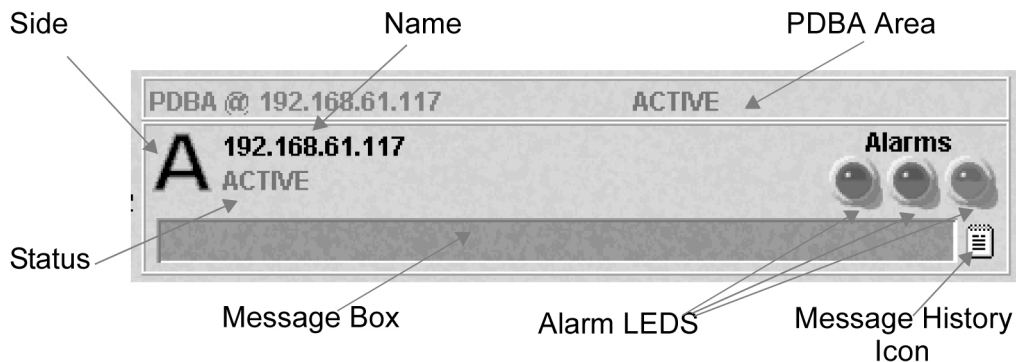 Side
Name
PDBA Area
PDBA @ 192.168.61.117 ACTIVE
A
192.168.61.117
ACTIVE
Alarms
Status
Message Box
Alarm LEDS
Message History
Icon